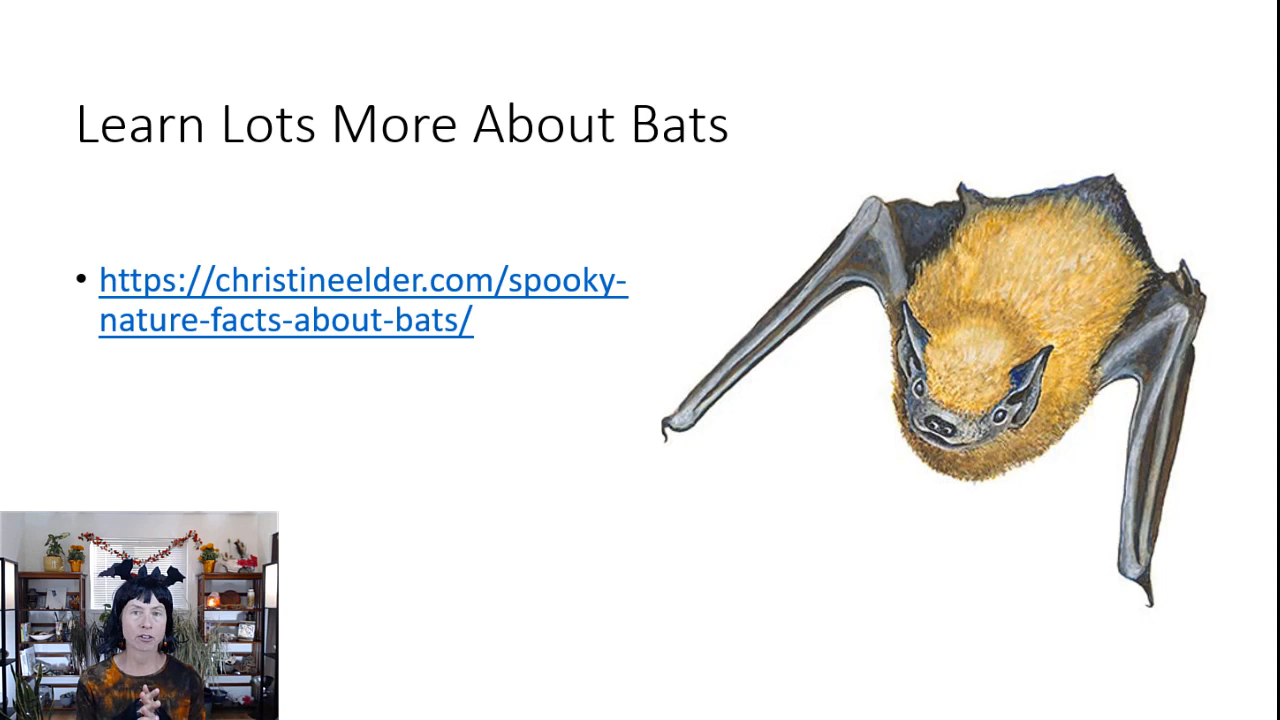 Learn Lots More About Bats
• https://christineelder.com/spooky-
nature-facts-about-bats/